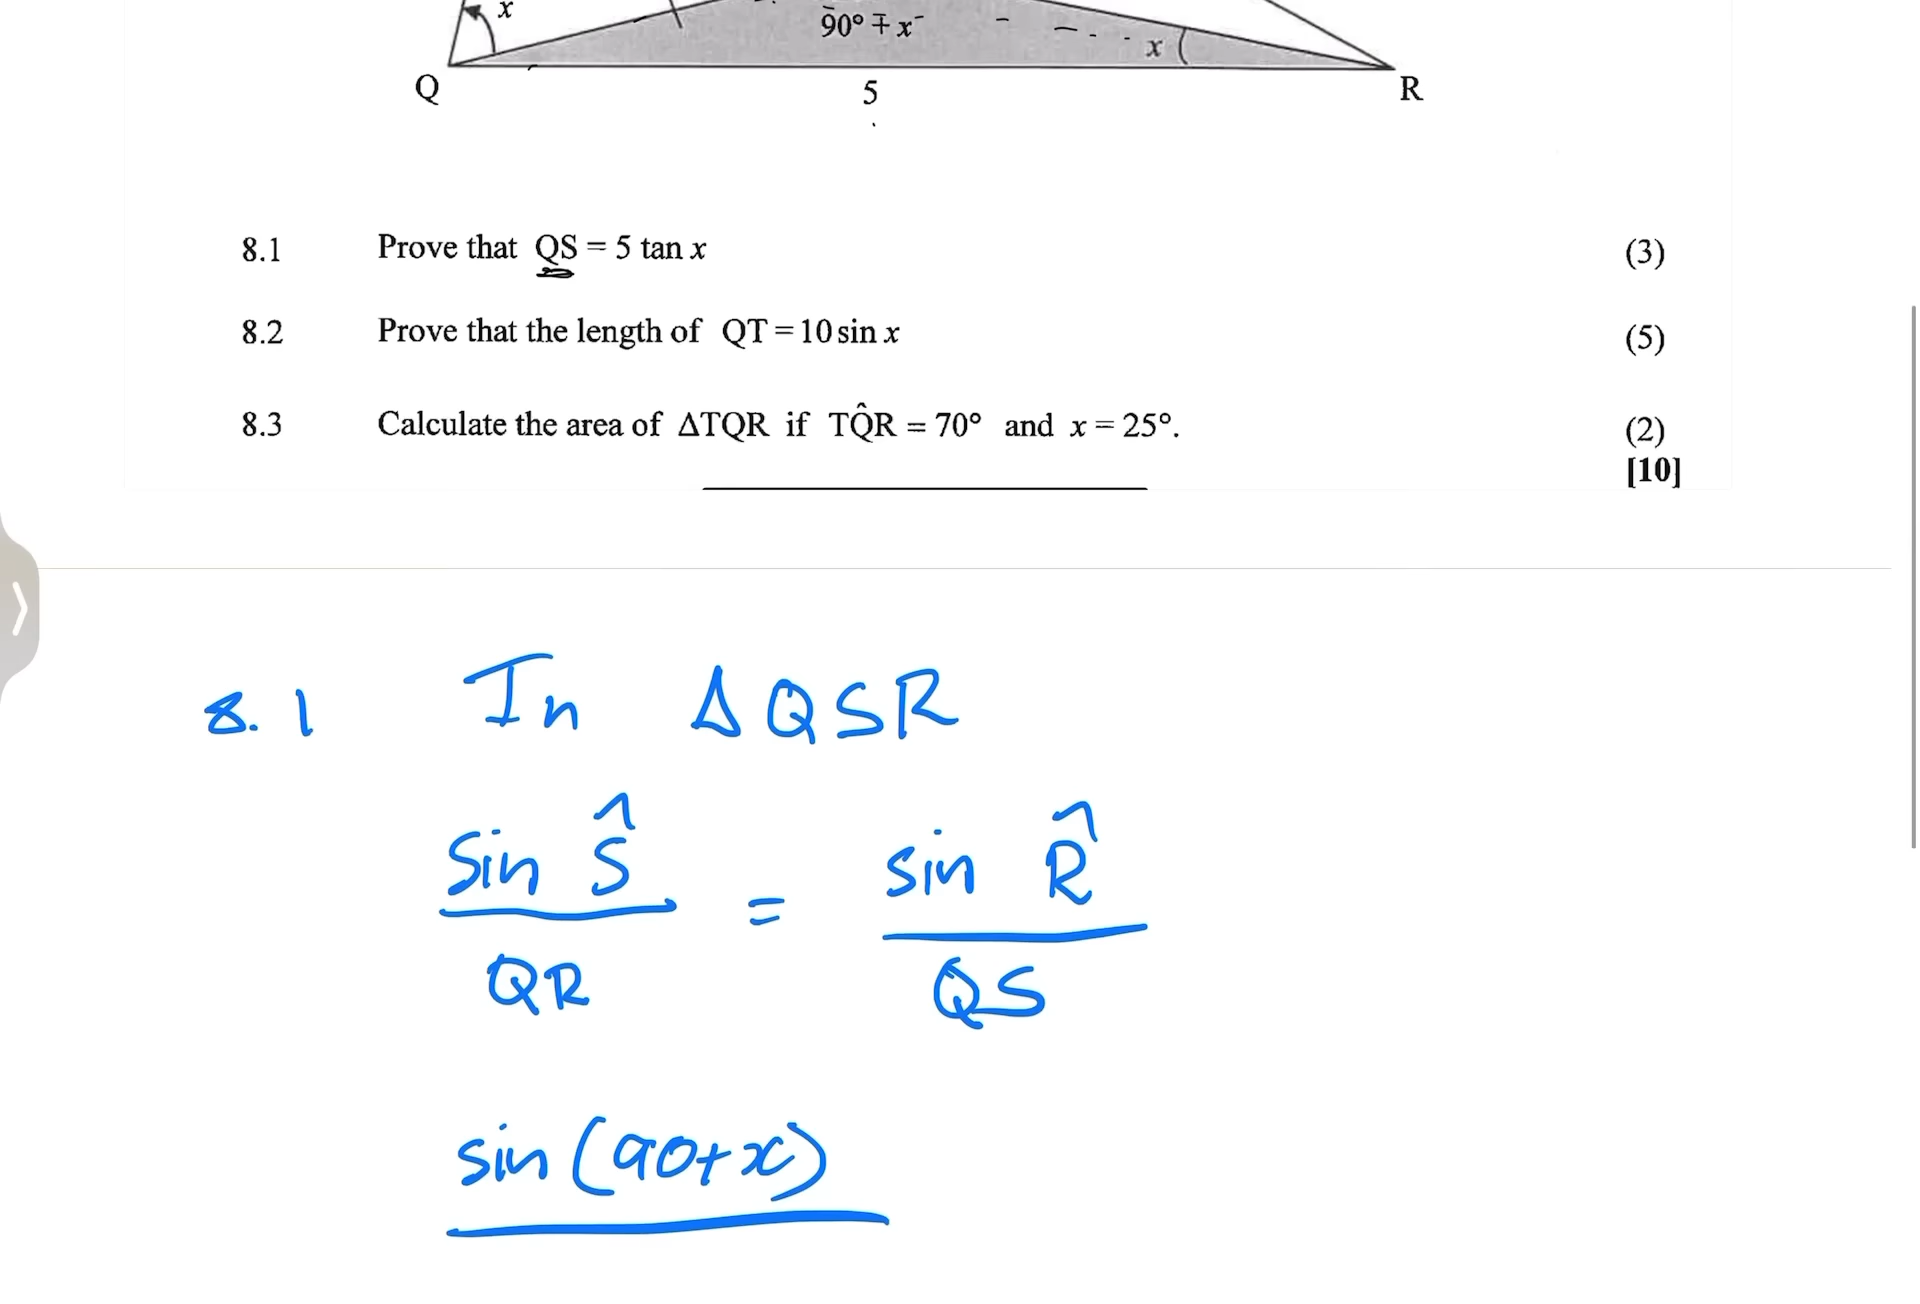 x
90° + x
x
Q
5
R
8.1 Prove that QS = 5 tan x (3)
8.2 Prove that the length of QT = 10 sin x (5)
8.3 Calculate the area of ΔTQR if TQ̂R = 70° and x = 25°. (2)
[10]
8.1 In ΔQSR
sin Ŝ / QR = sin R̂ / QS
sin (90+x)